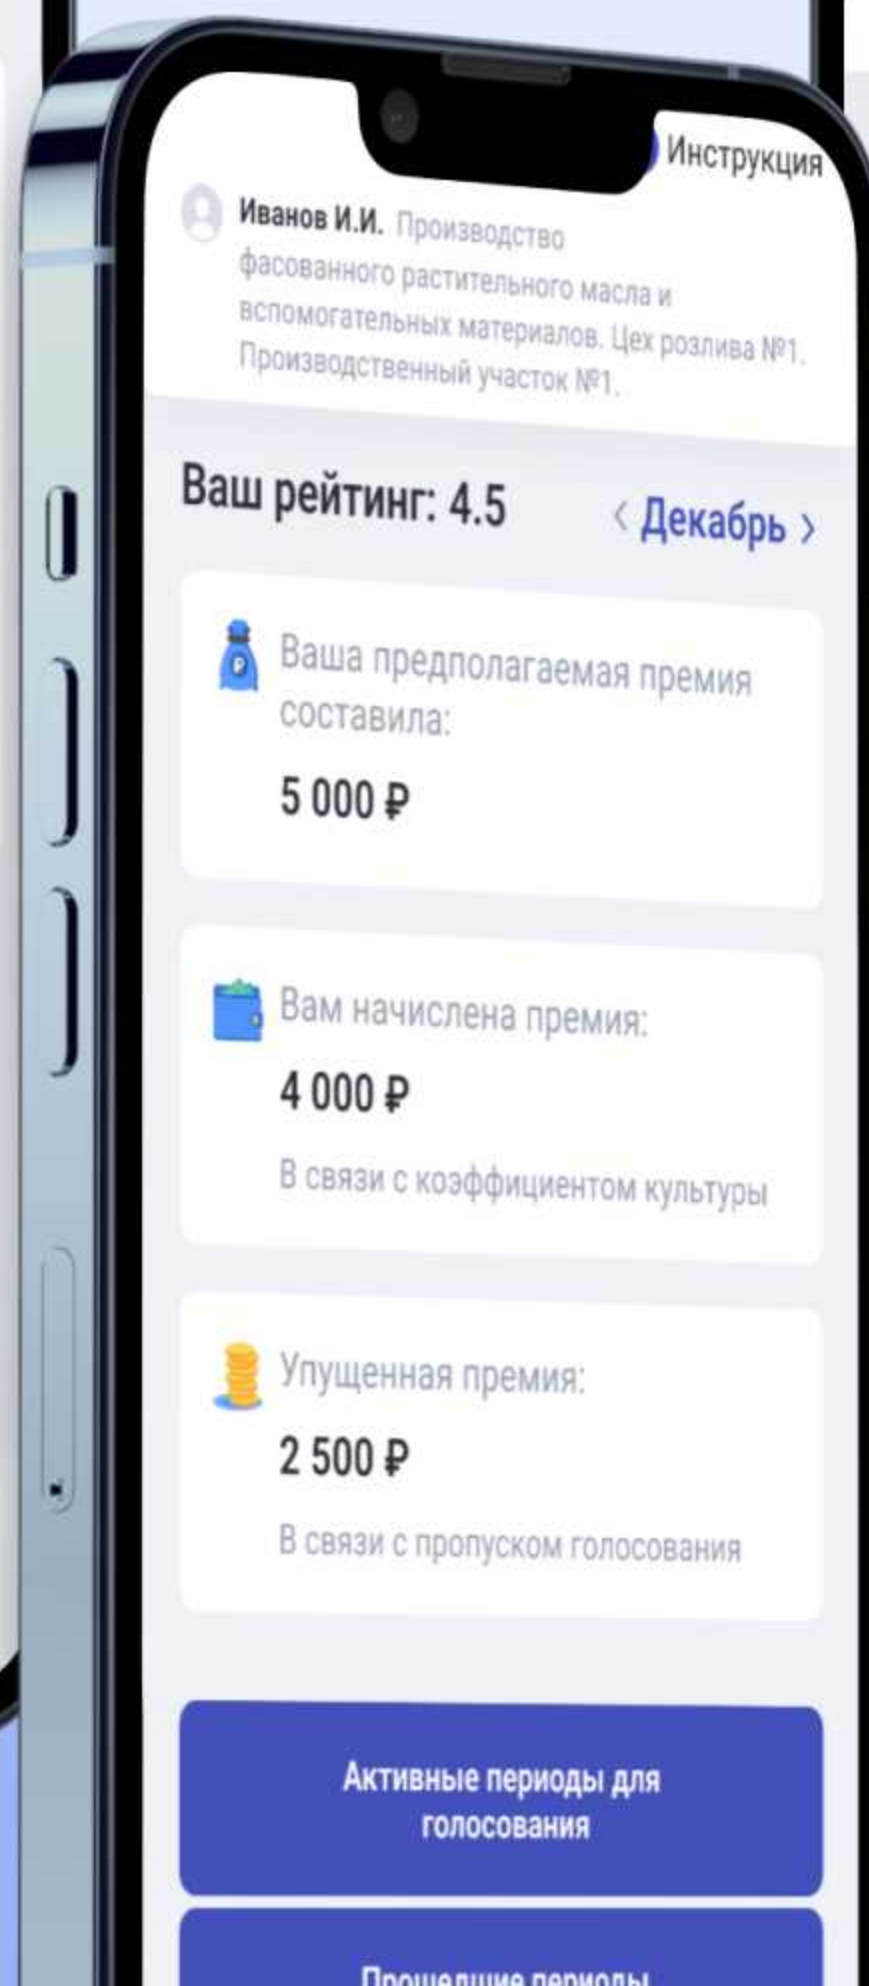 Инструкция
Иванов И.И. Производство
фасованного растительного масла и
вспомогательных материалов. Цех розлива №1.
Производственный участок №1.
Ваш рейтинг: 4.5
< Декабрь >
Ваша предполагаемая премия
составила:
5 000 ₽
Вам начислена премия:
4 000 ₽
В связи с коэффициентом культуры
Упущенная премия:
2 500 ₽
В связи с пропуском голосования
Активные периоды для
голосования
Прошедшие периоды